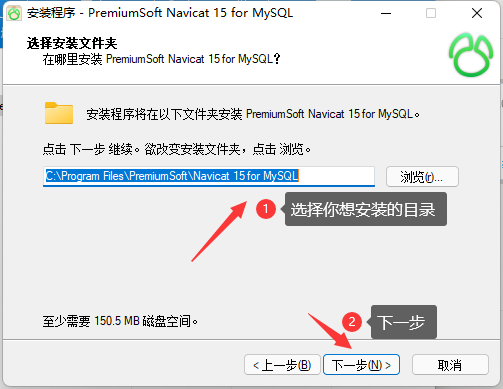 安装程序 - PremiumSoft Navicat 15 for MySQL
选择安装文件夹
在哪里安装 PremiumSoft Navicat 15 for MySQL?
安装程序将在以下文件夹安装 PremiumSoft Navicat 15 for MySQL。
点击 下一步 继续。欲改变安装文件夹，点击 浏览。
C:\Program Files\PremiumSoft\Navicat 15 for MySQL
浏览(r)...
1 选择你想安装的目录
至少需要 150.5 MB 磁盘空间。
2 下一步
< 上一步(B) 下一步(N) > 取消